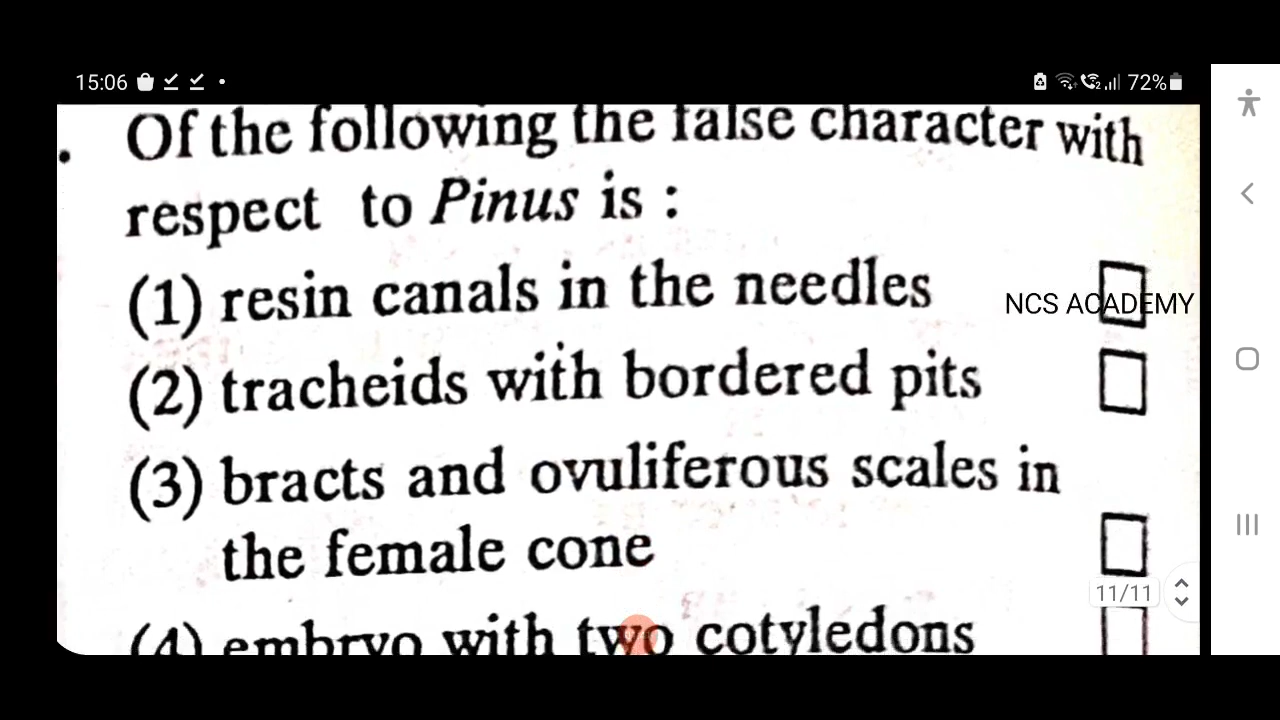 15:06
72%
. Of the following the false character with
respect to Pinus is :
(1) resin canals in the needles
NCS ACADEMY
(2) tracheids with bordered pits
(3) bracts and ovuliferous scales in
the female cone
11/11
(4) embryo with two cotyledons